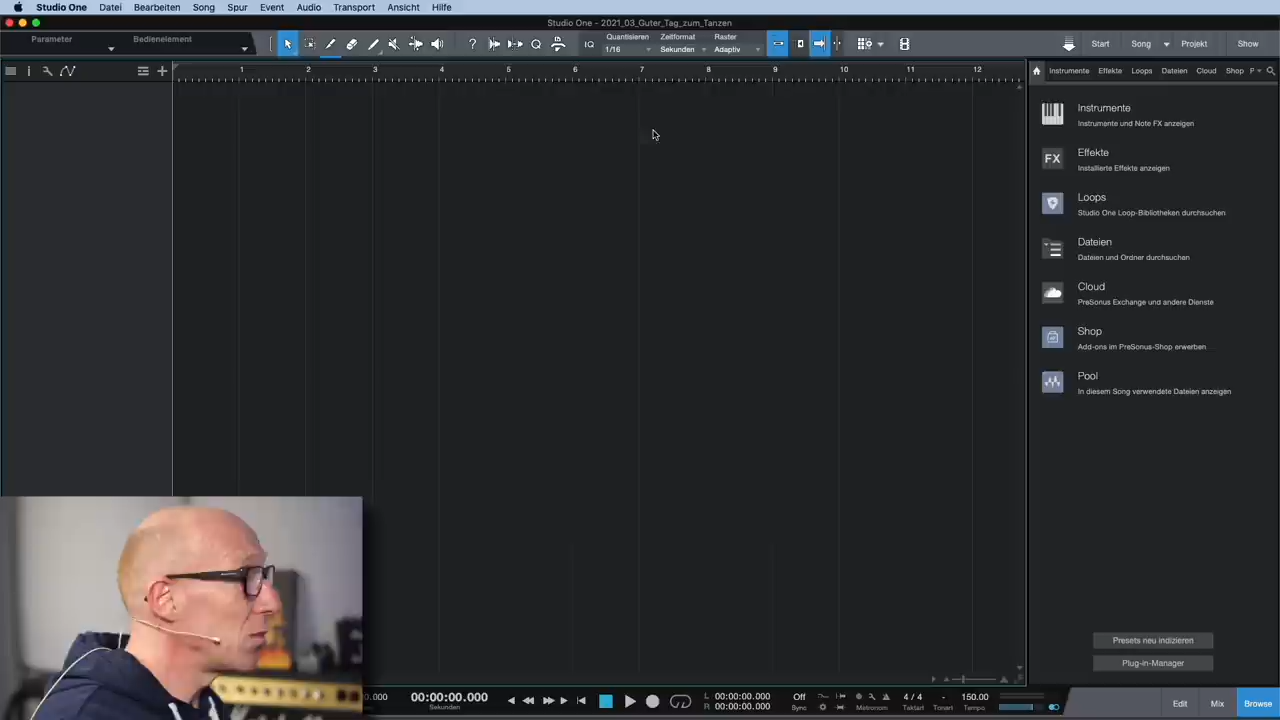 Studio One Datei Bearbeiten Song Spur Event Audio Transport Ansicht Hilfe
Studio One - 2021_03_Guter_Tag_zum_Tanzen
Parameter
Bedienelement
IQ
Quantisieren
1/16
Zeitformat
Sekunden
Raster
Adaptiv
Start
Song
Projekt
Show
1 2 3 4 5 6 7 8 9 10 11 12
Instrumente Effekte Loops Dateien Cloud Shop P
Instrumente
Instrumente und Note FX anzeigen
FX
Effekte
Installierte Effekte anzeigen
Loops
Studio One Loop-Bibliotheken durchsuchen
Dateien
Dateien und Ordner durchsuchen
Cloud
PreSonus Exchange und andere Dienste
Shop
Add-ons im PreSonus-Shop erwerben
Pool
In diesem Song verwendete Dateien anzeigen
Presets neu indizieren
Plug-in-Manager
0.000
00:00:00.000
Sekunden
L 00:00:00.000
R 00:00:00.000
Off
Sync
Metronom
4 / 4
Taktart
-
Tonart
150.00
Tempo
Edit
Mix
Browse